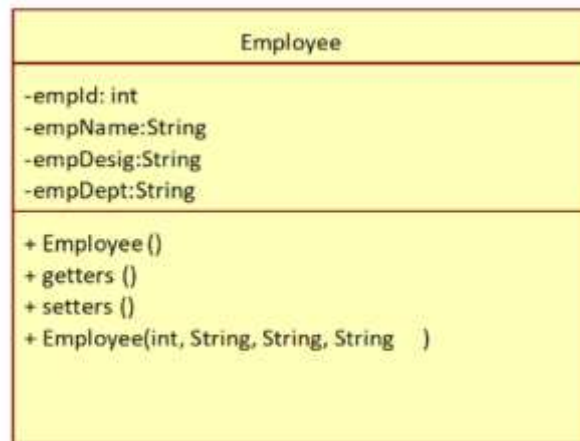 Employee
-empId: int
-empName:String
-empDesig:String
-empDept:String
+ Employee ()
+ getters ()
+ setters ()
+ Employee(int, String, String, String )